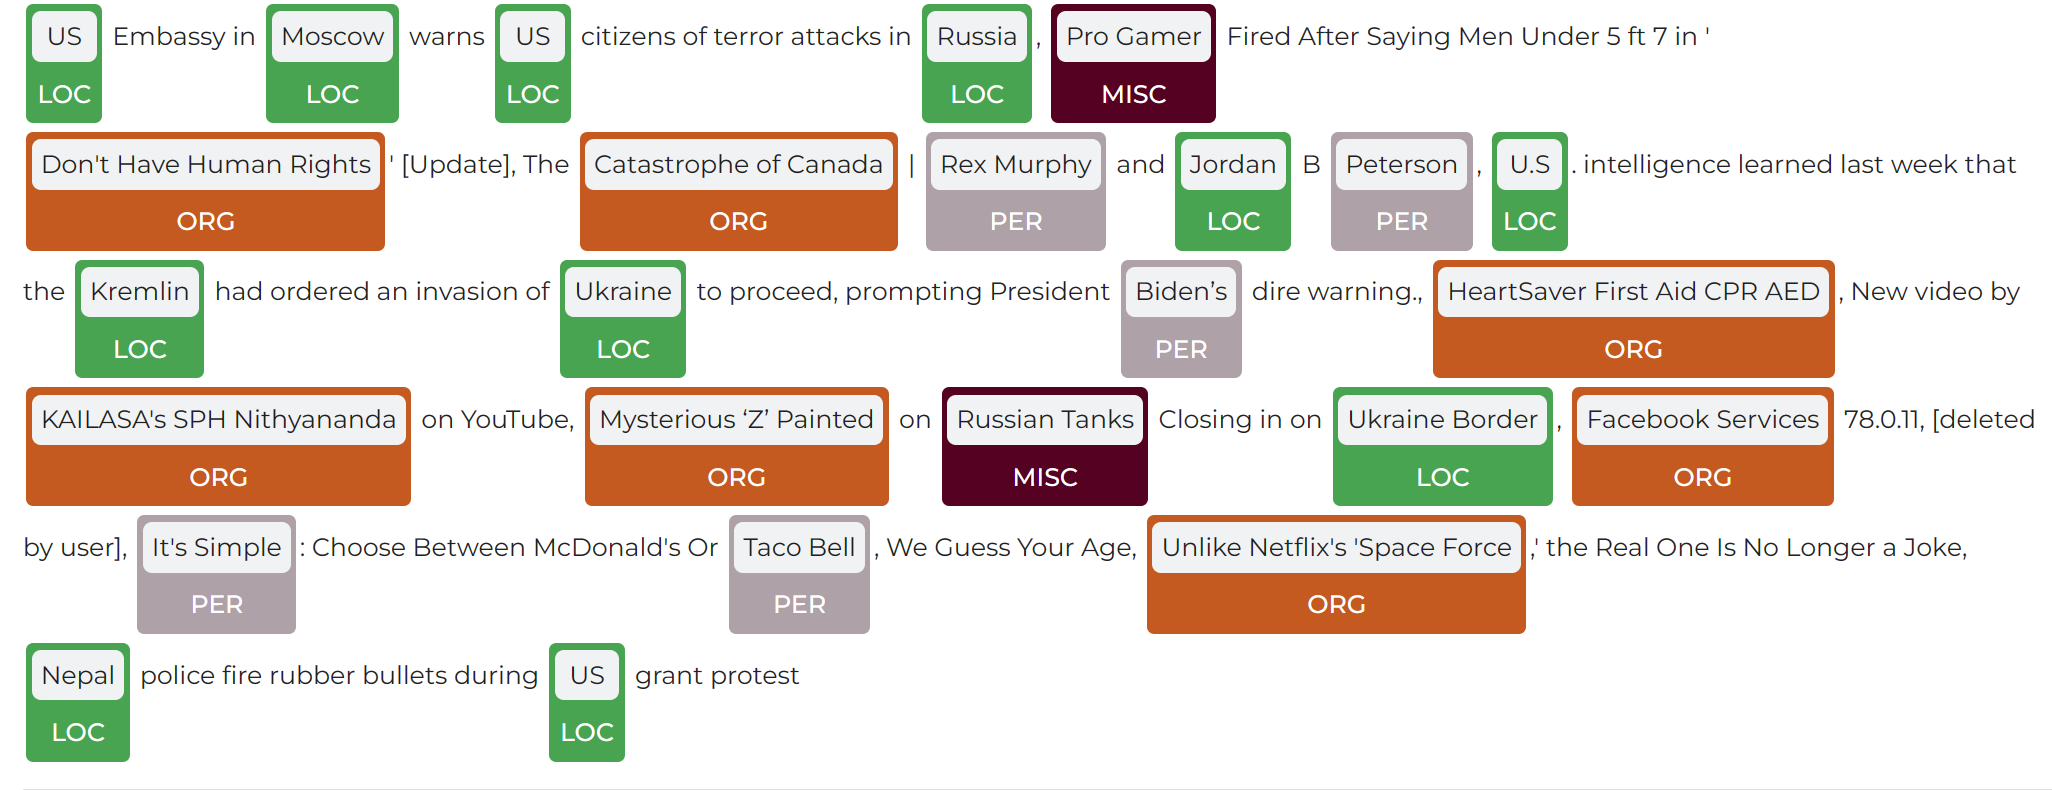 US Embassy in Moscow warns US citizens of terror attacks in Russia , Pro Gamer Fired After Saying Men Under 5 ft 7 in '
LOC LOC LOC LOC MISC
Don't Have Human Rights ' [Update], The Catastrophe of Canada | Rex Murphy and Jordan B Peterson , U.S . intelligence learned last week that
ORG ORG PER LOC PER LOC
the Kremlin had ordered an invasion of Ukraine to proceed, prompting President Biden’s dire warning., HeartSaver First Aid CPR AED , New video by
LOC LOC PER ORG
KAILASA's SPH Nithyananda on YouTube, Mysterious ‘Z’ Painted on Russian Tanks Closing in on Ukraine Border , Facebook Services 78.0.11, [deleted
ORG ORG MISC LOC ORG
by user], It's Simple : Choose Between McDonald's Or Taco Bell , We Guess Your Age, Unlike Netflix's 'Space Force ,' the Real One Is No Longer a Joke,
PER PER ORG
Nepal police fire rubber bullets during US grant protest
LOC LOC